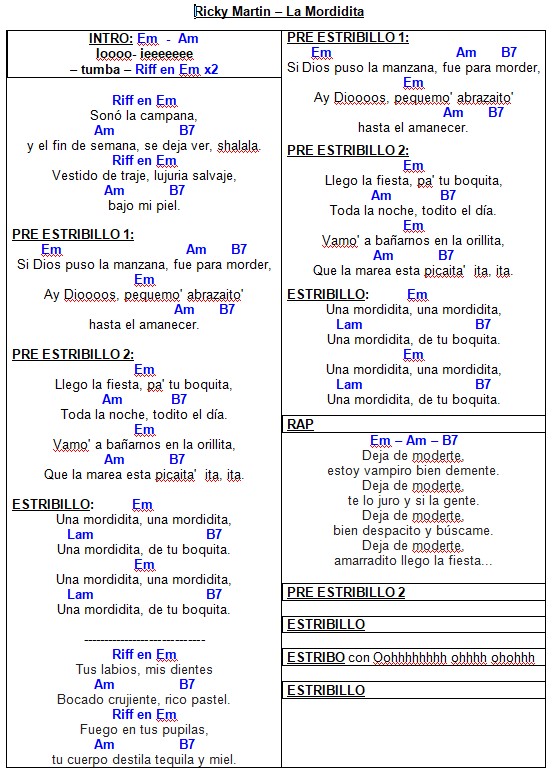 Ricky Martin – La Mordidita
INTRO: Em - Am
loooo- ieeeeeee
– tumba – Riff en Em x2
Riff en Em
Sonó la campana,
Am B7
y el fin de semana, se deja ver, shalala.
Riff en Em
Vestido de traje, lujuria salvaje,
Am B7
bajo mi piel.
PRE ESTRIBILLO 1:
Em Am B7
Si Dios puso la manzana, fue para morder,
Em
Ay Dioooos, pequemo' abrazaito'
Am B7
hasta el amanecer.
PRE ESTRIBILLO 2:
Em
Llego la fiesta, pa' tu boquita,
Am B7
Toda la noche, todito el día.
Em
Vamo' a bañarnos en la orillita,
Am B7
Que la marea esta picaita' ita, ita.
ESTRIBILLO: Em
Una mordidita, una mordidita,
Lam B7
Una mordidita, de tu boquita.
Em
Una mordidita, una mordidita,
Lam B7
Una mordidita, de tu boquita.
----------------------------
Riff en Em
Tus labios, mis dientes
Am B7
Bocado crujiente, rico pastel.
Riff en Em
Fuego en tus pupilas,
Am B7
tu cuerpo destila tequila y miel.
PRE ESTRIBILLO 1:
Em Am B7
Si Dios puso la manzana, fue para morder,
Em
Ay Dioooos, pequemo' abrazaito'
Am B7
hasta el amanecer.
PRE ESTRIBILLO 2:
Em
Llego la fiesta, pa' tu boquita,
Am B7
Toda la noche, todito el día.
Em
Vamo' a bañarnos en la orillita,
Am B7
Que la marea esta picaita' ita, ita.
ESTRIBILLO: Em
Una mordidita, una mordidita,
Lam B7
Una mordidita, de tu boquita.
Em
Una mordidita, una mordidita,
Lam B7
Una mordidita, de tu boquita.
RAP
Em – Am – B7
Deja de moderte,
estoy vampiro bien demente.
Deja de moderte,
te lo juro y si la gente.
Deja de moderte,
bien despacito y búscame.
Deja de moderte,
amarradito llego la fiesta...
PRE ESTRIBILLO 2
ESTRIBILLO
ESTRIBO con Oohhhhhhhh ohhhh ohohhh
ESTRIBILLO